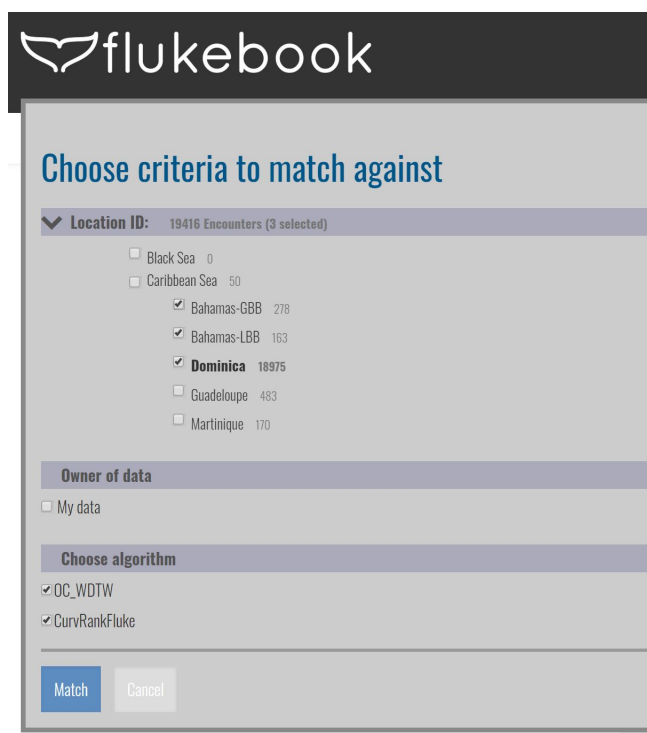 flukebook
Choose criteria to match against
Location ID: 19416 Encounters (3 selected)
Black Sea 0
Caribbean Sea 50
Bahamas-GBB 278
Bahamas-LBB 163
Dominica 18975
Guadeloupe 483
Martinique 170
Owner of data
My data
Choose algorithm
OC_WDTW
CurvRankFluke
Match Cancel